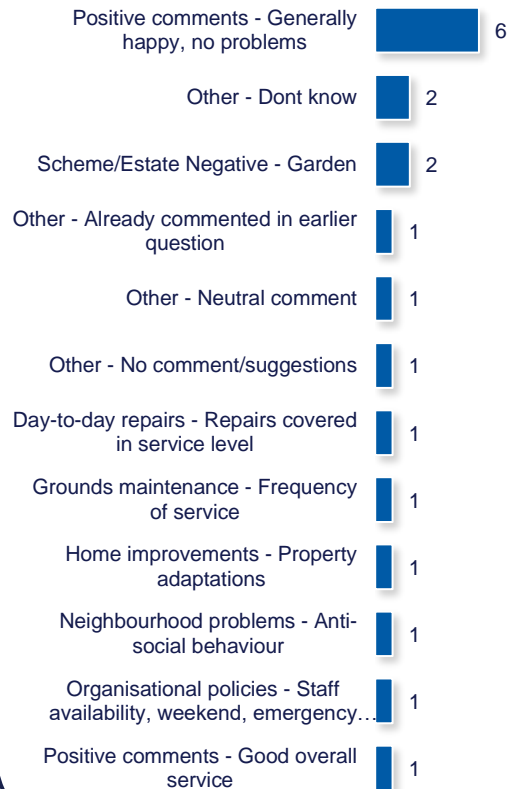 Positive comments - Generally
happy, no problems
6
Other - Dont know
2
Scheme/Estate Negative - Garden
2
Other - Already commented in earlier
question
1
Other - Neutral comment
1
Other - No comment/suggestions
1
Day-to-day repairs - Repairs covered
in service level
1
Grounds maintenance - Frequency
of service
1
Home improvements - Property
adaptations
1
Neighbourhood problems - Anti-
social behaviour
1
Organisational policies - Staff
availability, weekend, emergency…
1
Positive comments - Good overall
service
1